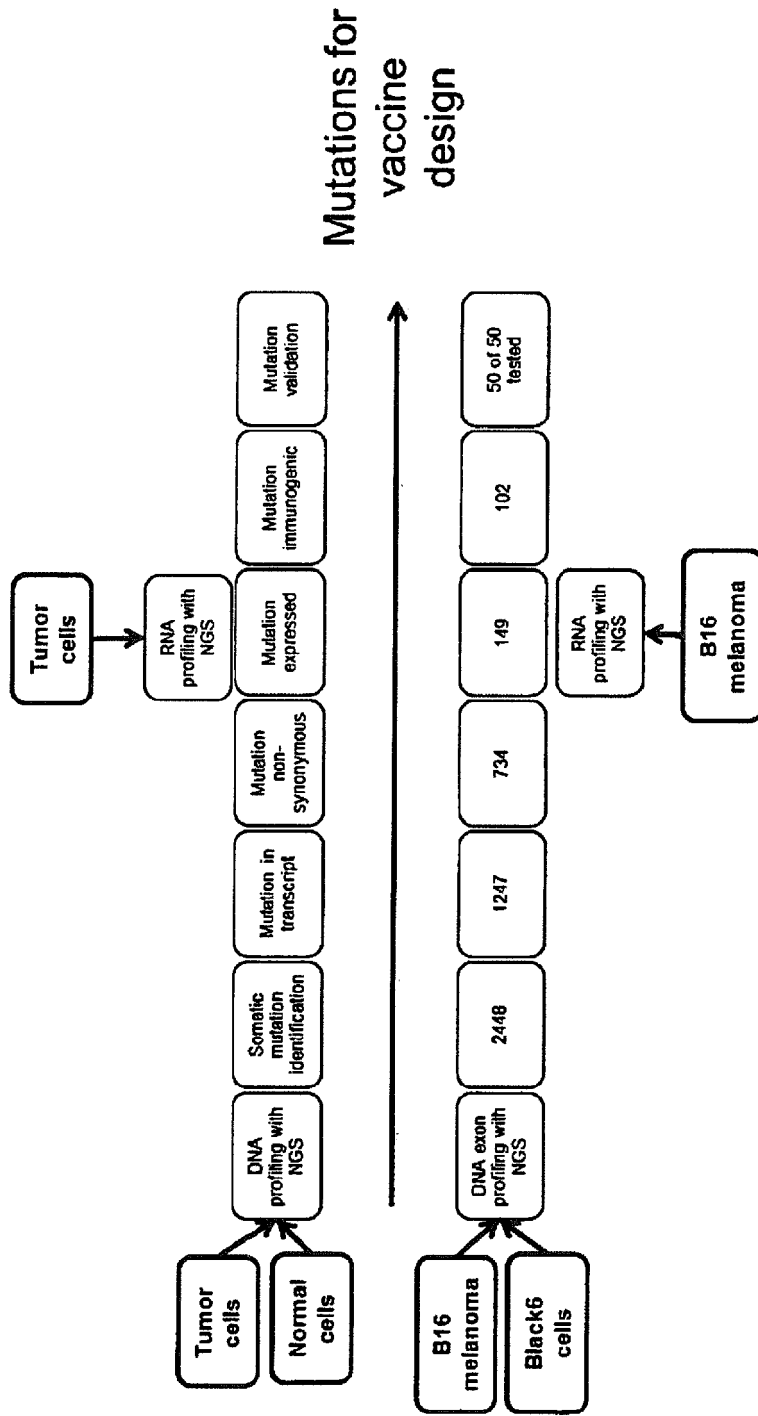 Tumor
cells
Normal
cells
DNA
profiling with
NGS
Somatic
mutation
identification
Mutation in
transcript
Mutation
non-
synonymous
Tumor
cells
RNA
profiling with
NGS
Mutation
expressed
Mutation
immunogenic
Mutation
validation
Mutations for
vaccine
design
B16
melanoma
Black6
cells
DNA exon
profiling with
NGS
2448
1247
734
149
RNA
profiling with
NGS
B16
melanoma
102
50 of 50
tested